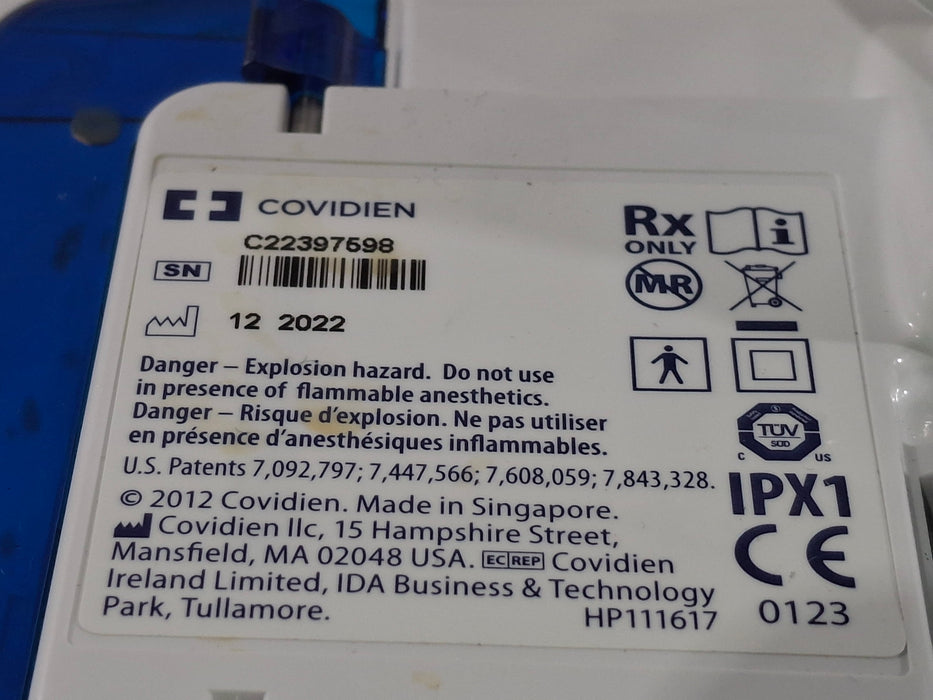 COVIDIEN
C22397598
SN
12 2022
Danger – Explosion hazard. Do not use
in presence of flammable anesthetics.
Danger – Risque d'explosion. Ne pas utiliser
en présence d'anesthésiques inflammables.
U.S. Patents 7,092,797; 7,447,566; 7,608,059; 7,843,328.
© 2012 Covidien. Made in Singapore.
Covidien llc, 15 Hampshire Street,
Mansfield, MA 02048 USA. EC REP Covidien
Ireland Limited, IDA Business & Technology
Park, Tullamore.
HP111617
Rx
ONLY
i
MR
TÜV
SÜD
C US
IPX1
CE
0123